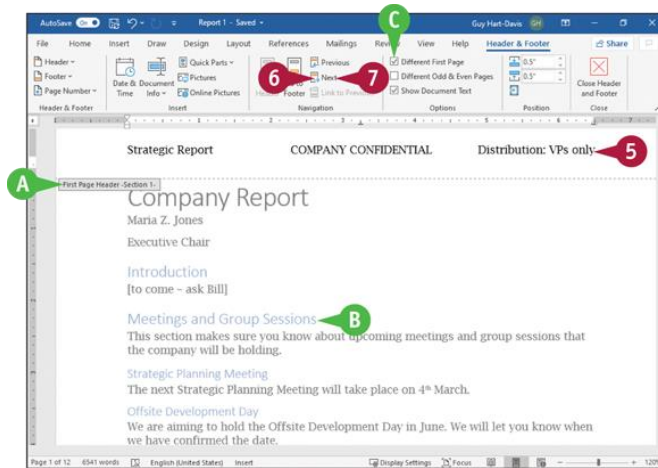 AutoSave On Report 1 - Saved Guy Hart-Davis GH
C
File Home Insert Draw Design Layout References Mailings View Help Header & Footer Share
Header Quick Parts Previous Different First Page 0.5"
Footer Date & Time Document Info Pictures 6 Footer Next 7 Different Odd & Even Pages 0.5" Close Header and Footer
Page Number Online Pictures Link to Previous Show Document Text
Header & Footer Insert Navigation Options Position Close
Strategic Report COMPANY CONFIDENTIAL Distribution: VPs only 5
A
First Page Header -Section 1-
Company Report
Maria Z. Jones
Executive Chair
Introduction
[to come – ask Bill]
Meetings and Group Sessions B
This section makes sure you know about upcoming meetings and group sessions that
the company will be holding.
Strategic Planning Meeting
The next Strategic Planning Meeting will take place on 4th March.
Offsite Development Day
We are aiming to hold the Offsite Development Day in June. We will let you know when
we have confirmed the date.
Page 1 of 12 6541 words English (United States) Insert Display Settings Focus 120%